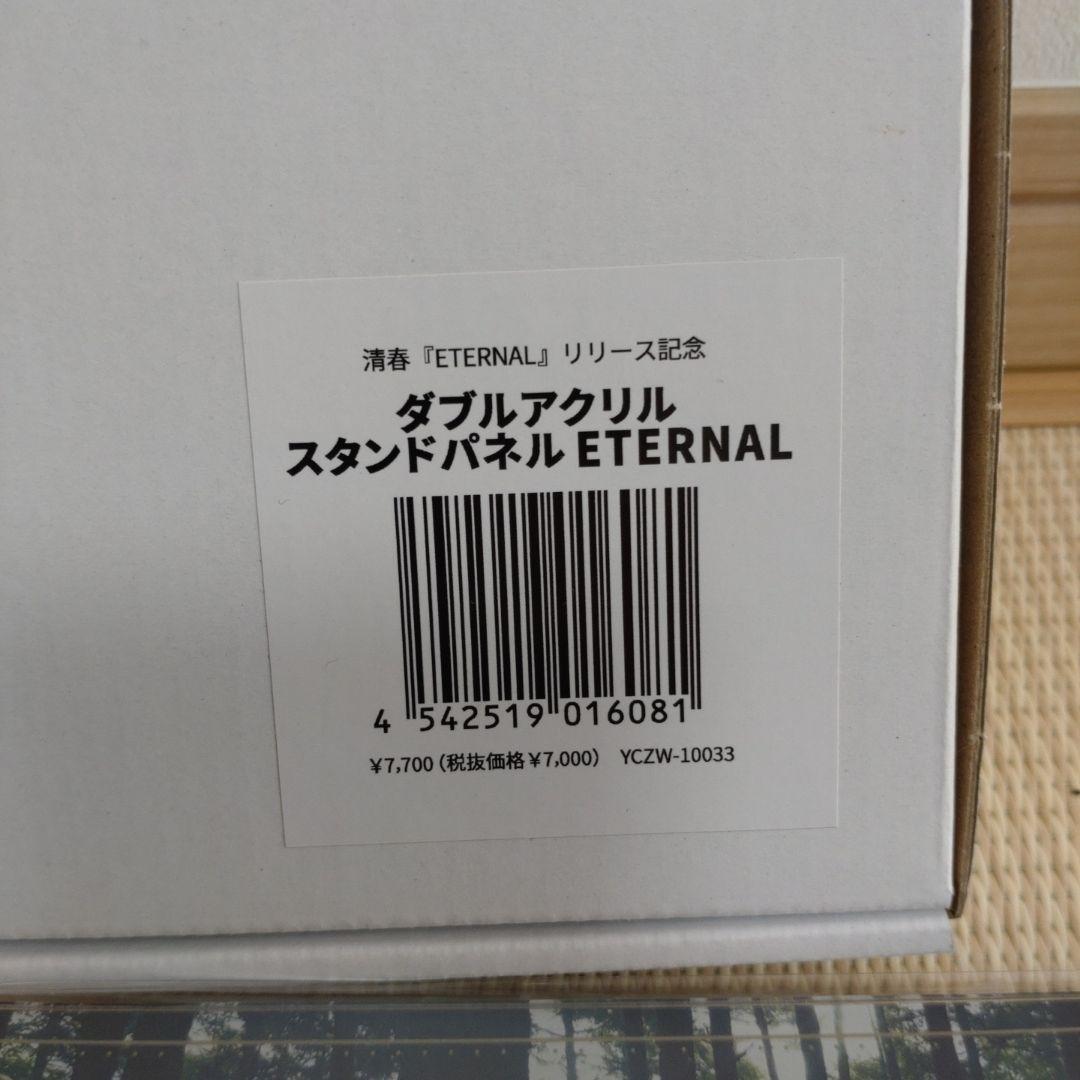 清春『ETERNAL』リリース記念
ダブルアクリル
スタンドパネル ETERNAL
4 542519 016081
¥7,700（税抜価格¥7,000） YCZW-10033